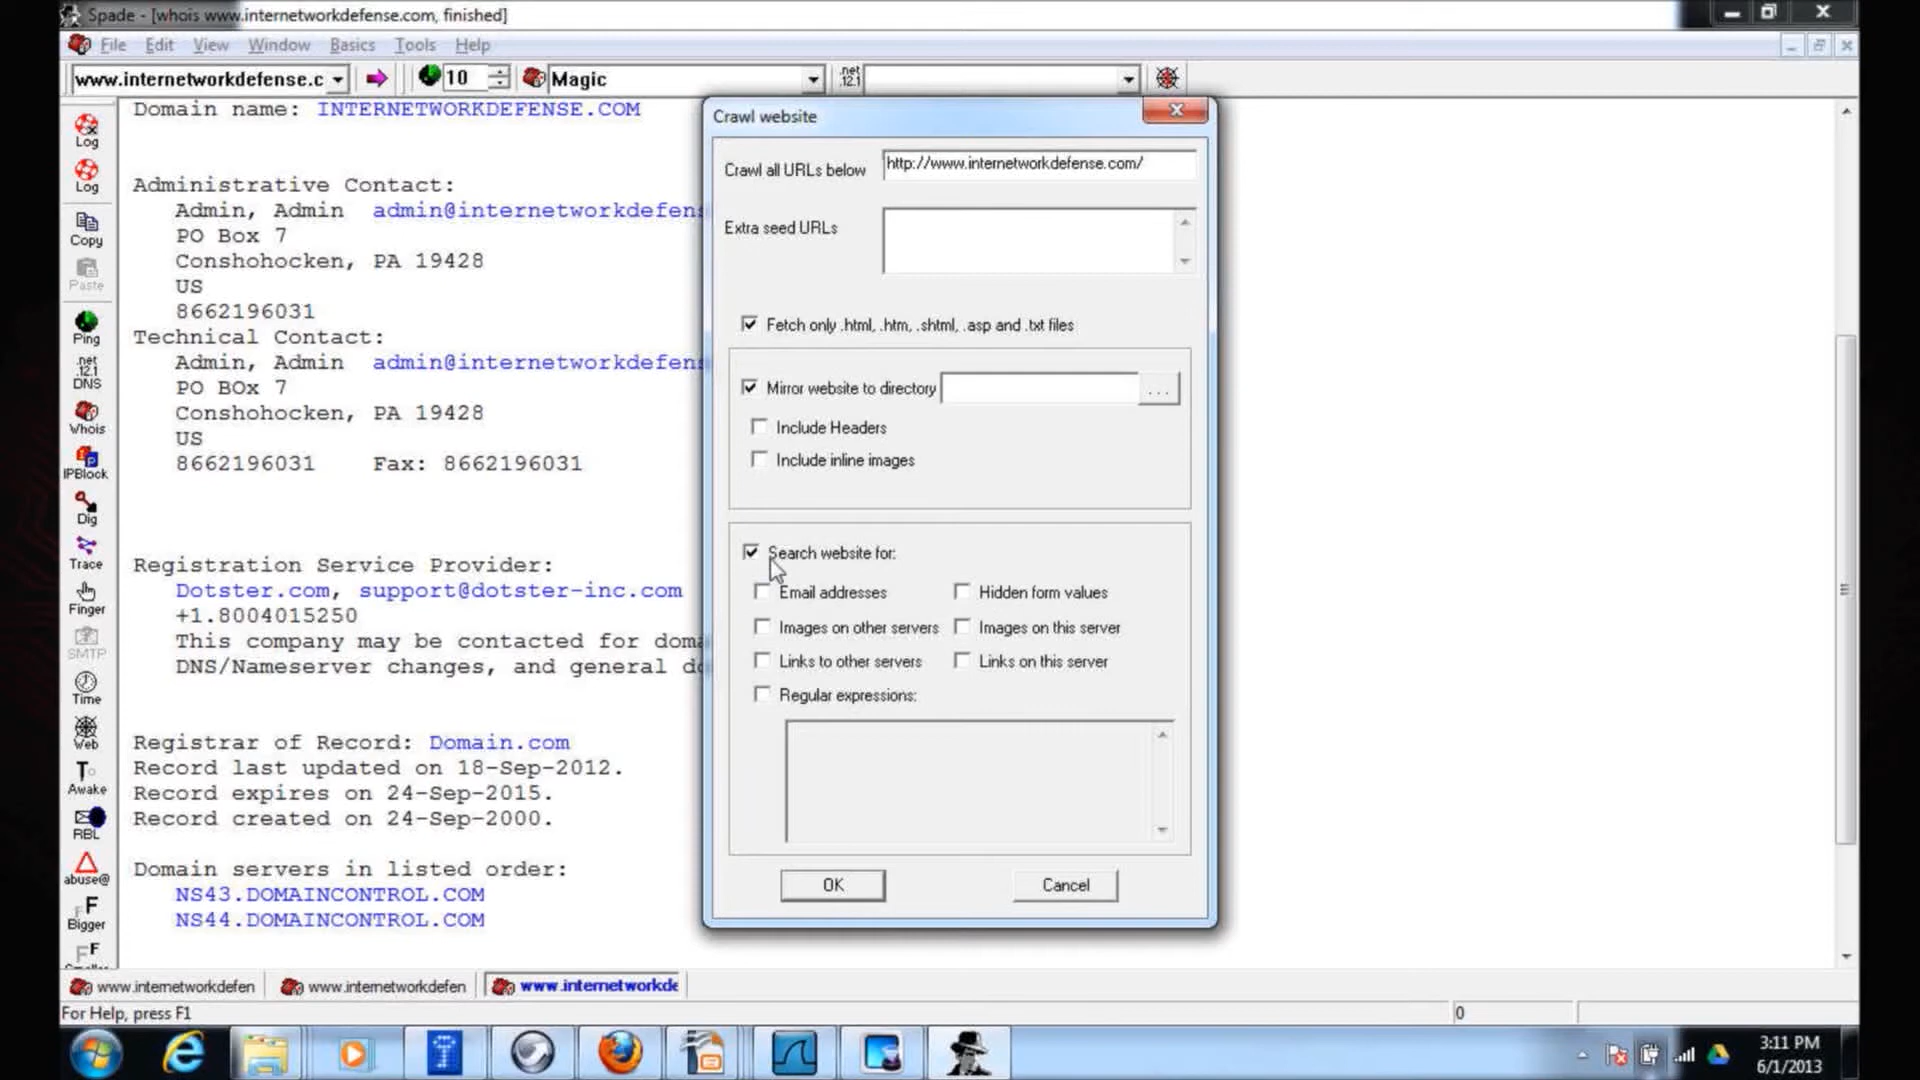 Spade - [whois www.internetworkdefense.com, finished]
File Edit View Window Basics Tools Help
www.internetworkdefense.c 10 Magic .net .12.1
Log
Log
Copy
Paste
Ping
.net .12.1 DNS
Whois
IPBlock
Dig
Trace
Finger
SMTP
Time
Web
Awake
RBL
abuse@
Bigger
Domain name: INTERNETWORKDEFENSE.COM
Administrative Contact:
Admin, Admin admin@internetworkdefens
PO Box 7
Conshohocken, PA 19428
US
8662196031
Technical Contact:
Admin, Admin admin@internetworkdefens
PO BOx 7
Conshohocken, PA 19428
US
8662196031 Fax: 8662196031
Registration Service Provider:
Dotster.com, support@dotster-inc.com
+1.8004015250
This company may be contacted for doma
DNS/Nameserver changes, and general do
Registrar of Record: Domain.com
Record last updated on 18-Sep-2012.
Record expires on 24-Sep-2015.
Record created on 24-Sep-2000.
Domain servers in listed order:
NS43.DOMAINCONTROL.COM
NS44.DOMAINCONTROL.COM
Crawl website
Crawl all URLs below http://www.internetworkdefense.com/
Extra seed URLs
Fetch only .html, .htm, .shtml, .asp and .txt files
Mirror website to directory ...
Include Headers
Include inline images
Search website for:
Email addresses Hidden form values
Images on other servers Images on this server
Links to other servers Links on this server
Regular expressions:
OK Cancel
www.internetworkdefen www.internetworkdefen www.internetworkde
For Help, press F1 0
3:11 PM
6/1/2013